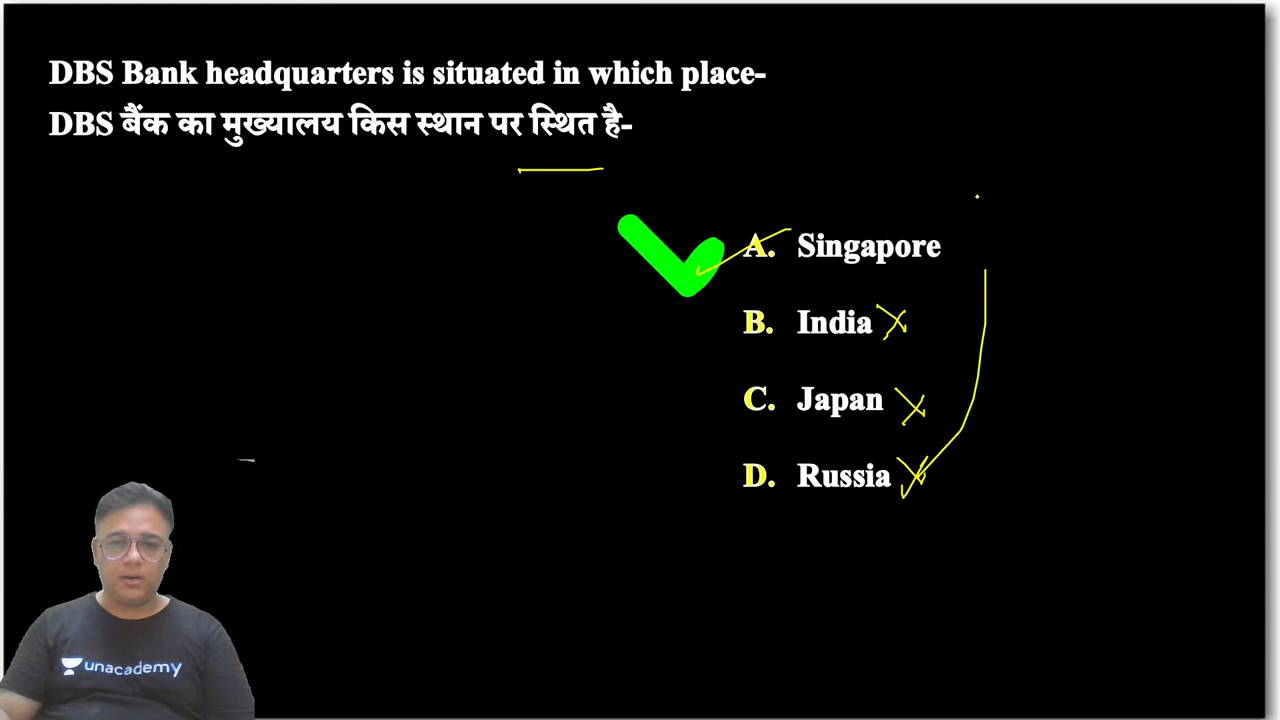 DBS Bank headquarters is situated in which place-
DBS बैंक का मुख्यालय किस स्थान पर स्थित है-
A. Singapore
B. India
C. Japan
D. Russia
unacademy